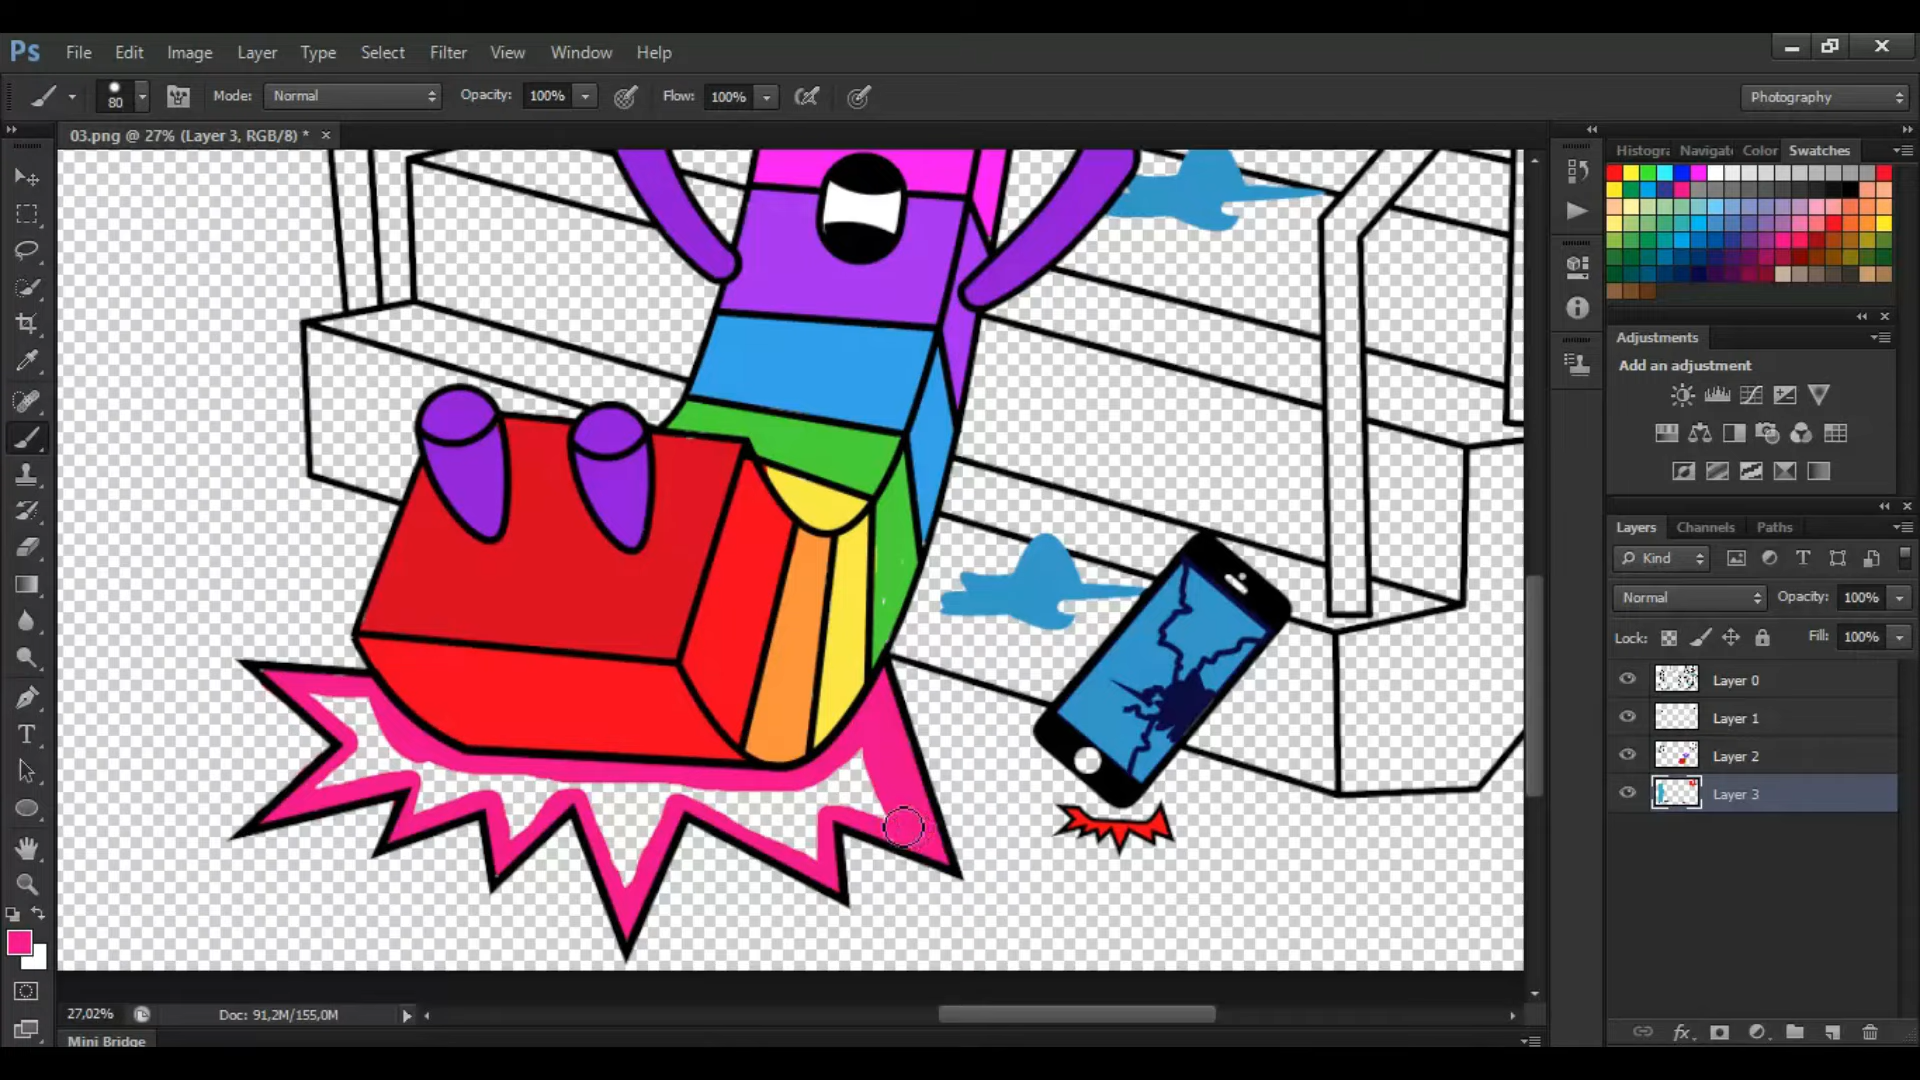 Ps File Edit Image Layer Type Select Filter View Window Help
80 Mode: Normal Opacity: 100% Flow: 100% Photography
03.png @ 27% (Layer 3, RGB/8) * ×
Histogra Navigat Color Swatches
Adjustments
Add an adjustment
Layers Channels Paths
Kind
Normal Opacity: 100%
Lock: Fill: 100%
Layer 0
Layer 1
Layer 2
Layer 3
27,02% Doc: 91,2M/155,0M
Mini Bridge